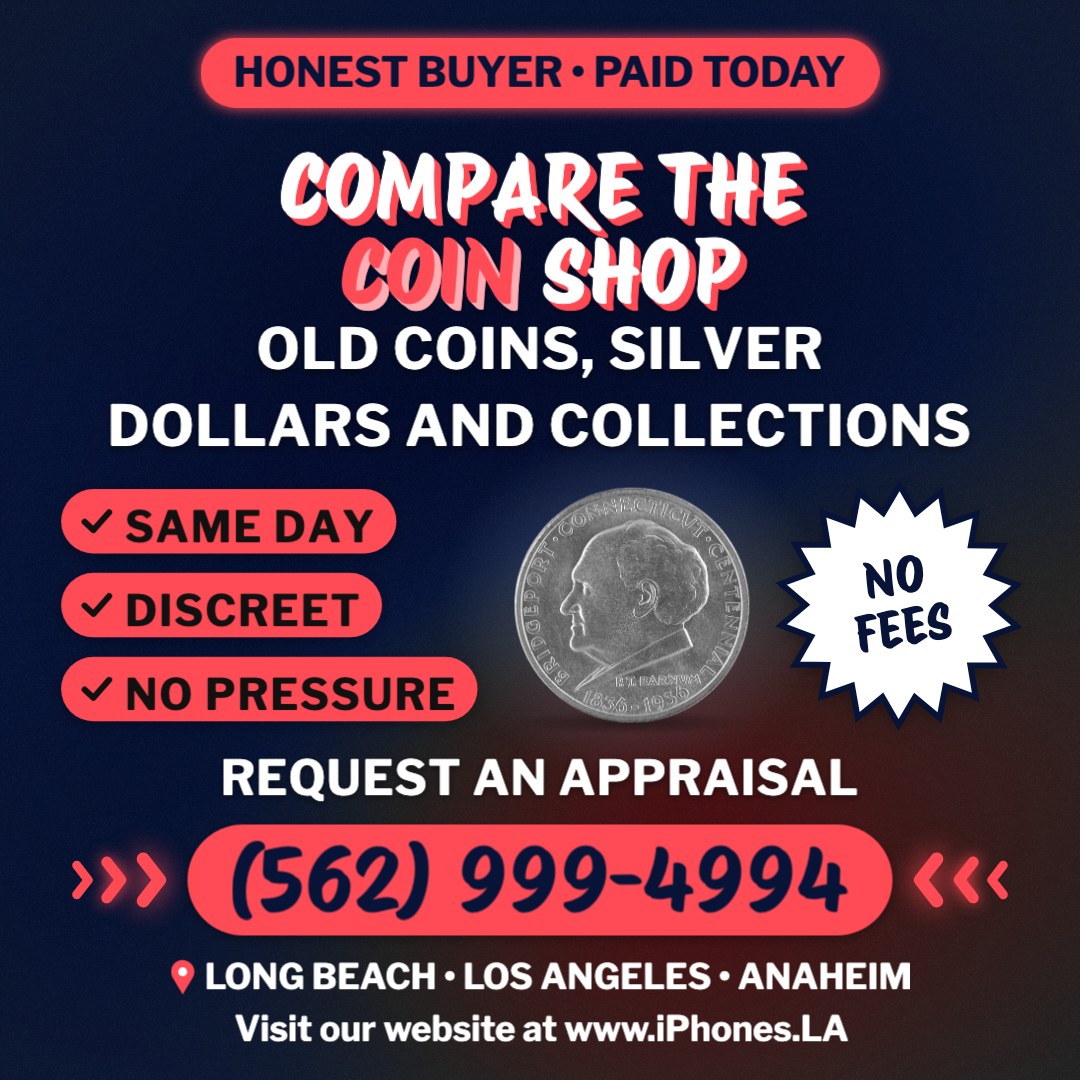 HONEST BUYER • PAID TODAY
COMPARE THE
COIN SHOP
OLD COINS, SILVER
DOLLARS AND COLLECTIONS
✓ SAME DAY
✓ DISCREET
✓ NO PRESSURE
BRIDGEPORT · CONNECTICUT · CENTENNIAL
P.T. BARNUM
1836 - 1936
NO
FEES
REQUEST AN APPRAISAL
(562) 999-4994
LONG BEACH • LOS ANGELES • ANAHEIM
Visit our website at www.iPhones.LA